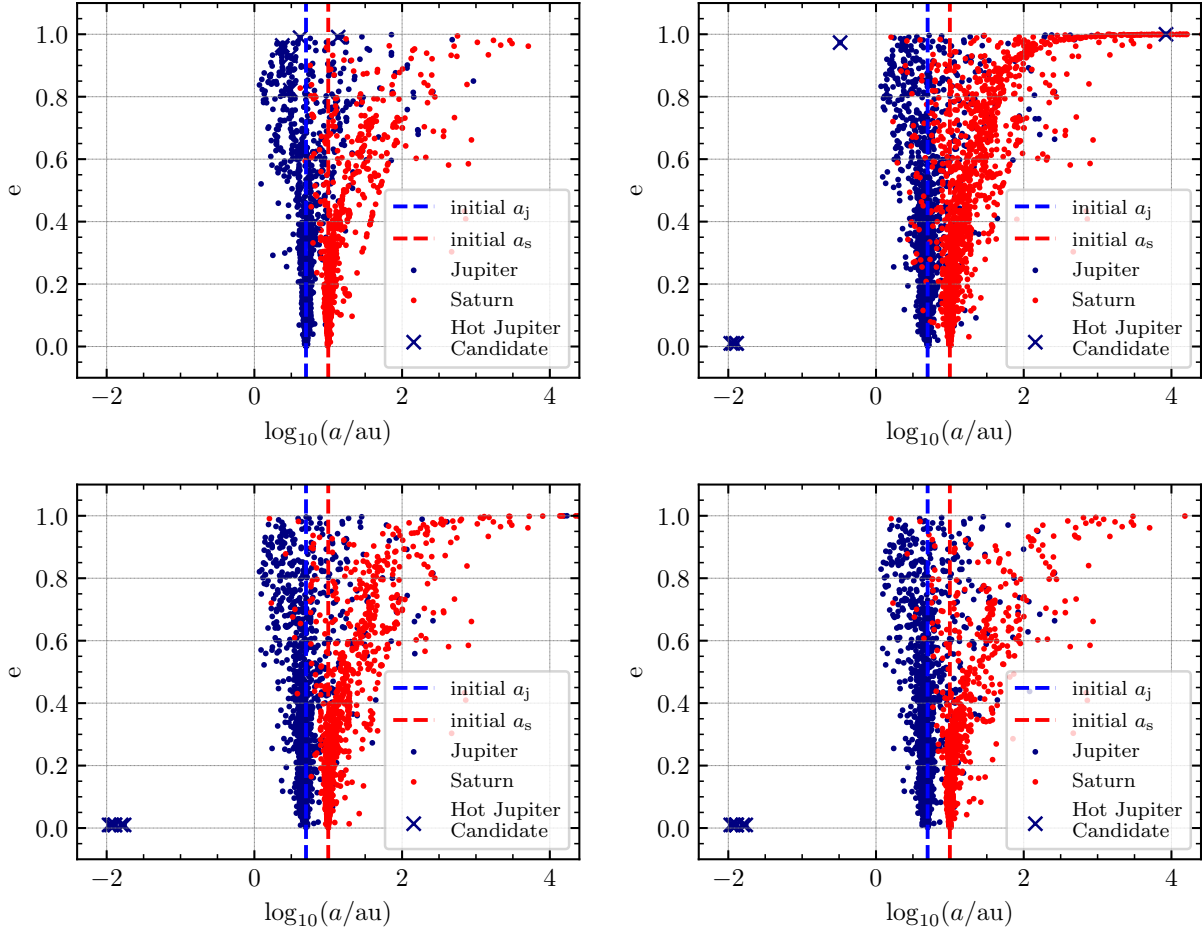 1.0
0.8
0.6
0.4
0.2
0.0
e
−2
0
2
4
log₁₀(a/au)
initial aⱼ
initial aₛ
Jupiter
Saturn
Hot Jupiter
Candidate
1.0
0.8
0.6
0.4
0.2
0.0
e
−2
0
2
4
log₁₀(a/au)
initial aⱼ
initial aₛ
Jupiter
Saturn
Hot Jupiter
Candidate
1.0
0.8
0.6
0.4
0.2
0.0
e
−2
0
2
4
log₁₀(a/au)
initial aⱼ
initial aₛ
Jupiter
Saturn
Hot Jupiter
Candidate
1.0
0.8
0.6
0.4
0.2
0.0
e
−2
0
2
4
log₁₀(a/au)
initial aⱼ
initial aₛ
Jupiter
Saturn
Hot Jupiter
Candidate